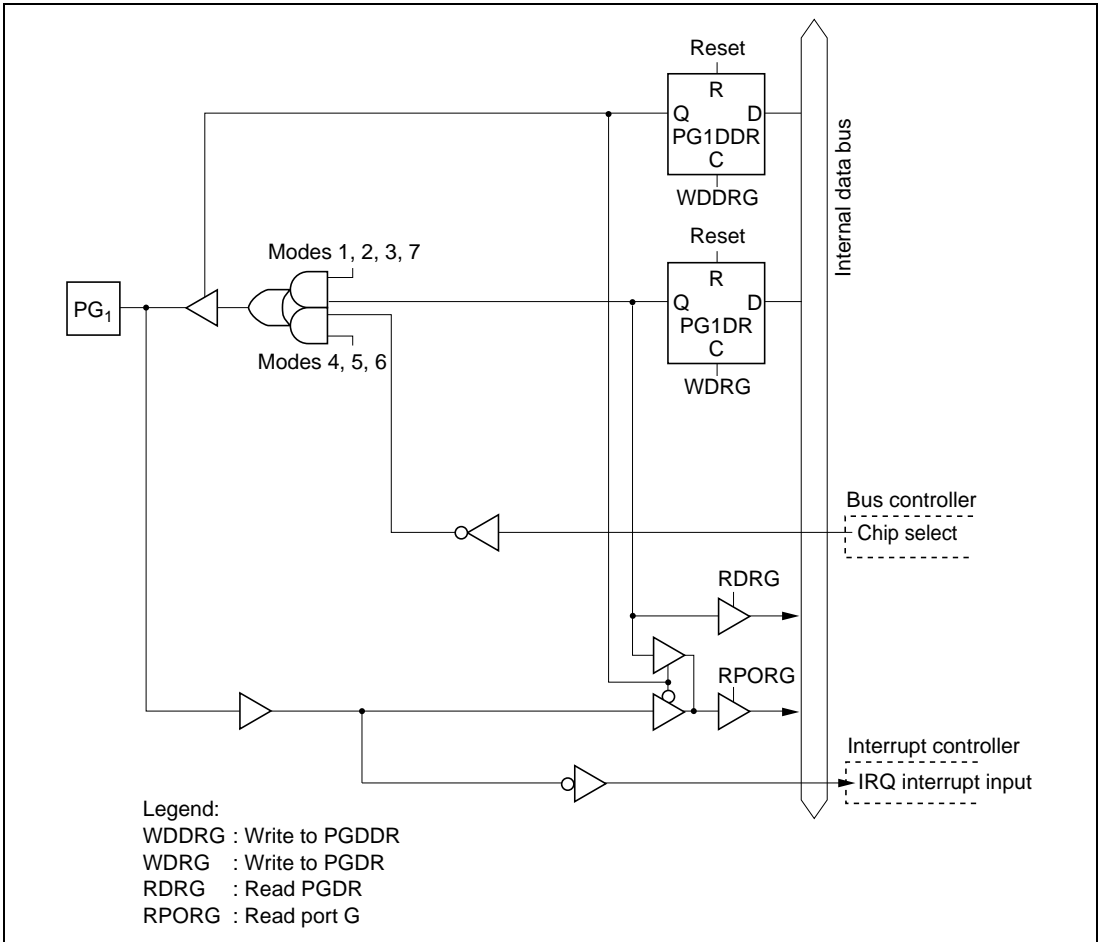 Reset
R
Q D
PG1DDR
C
WDDRG
Internal data bus
Reset
R
Q D
PG1DR
C
WDRG
Modes 1, 2, 3, 7
PG1
Modes 4, 5, 6
Bus controller
Chip select
RDRG
RPORG
Interrupt controller
IRQ interrupt input
Legend:
WDDRG : Write to PGDDR
WDRG : Write to PGDR
RDRG : Read PGDR
RPORG : Read port G